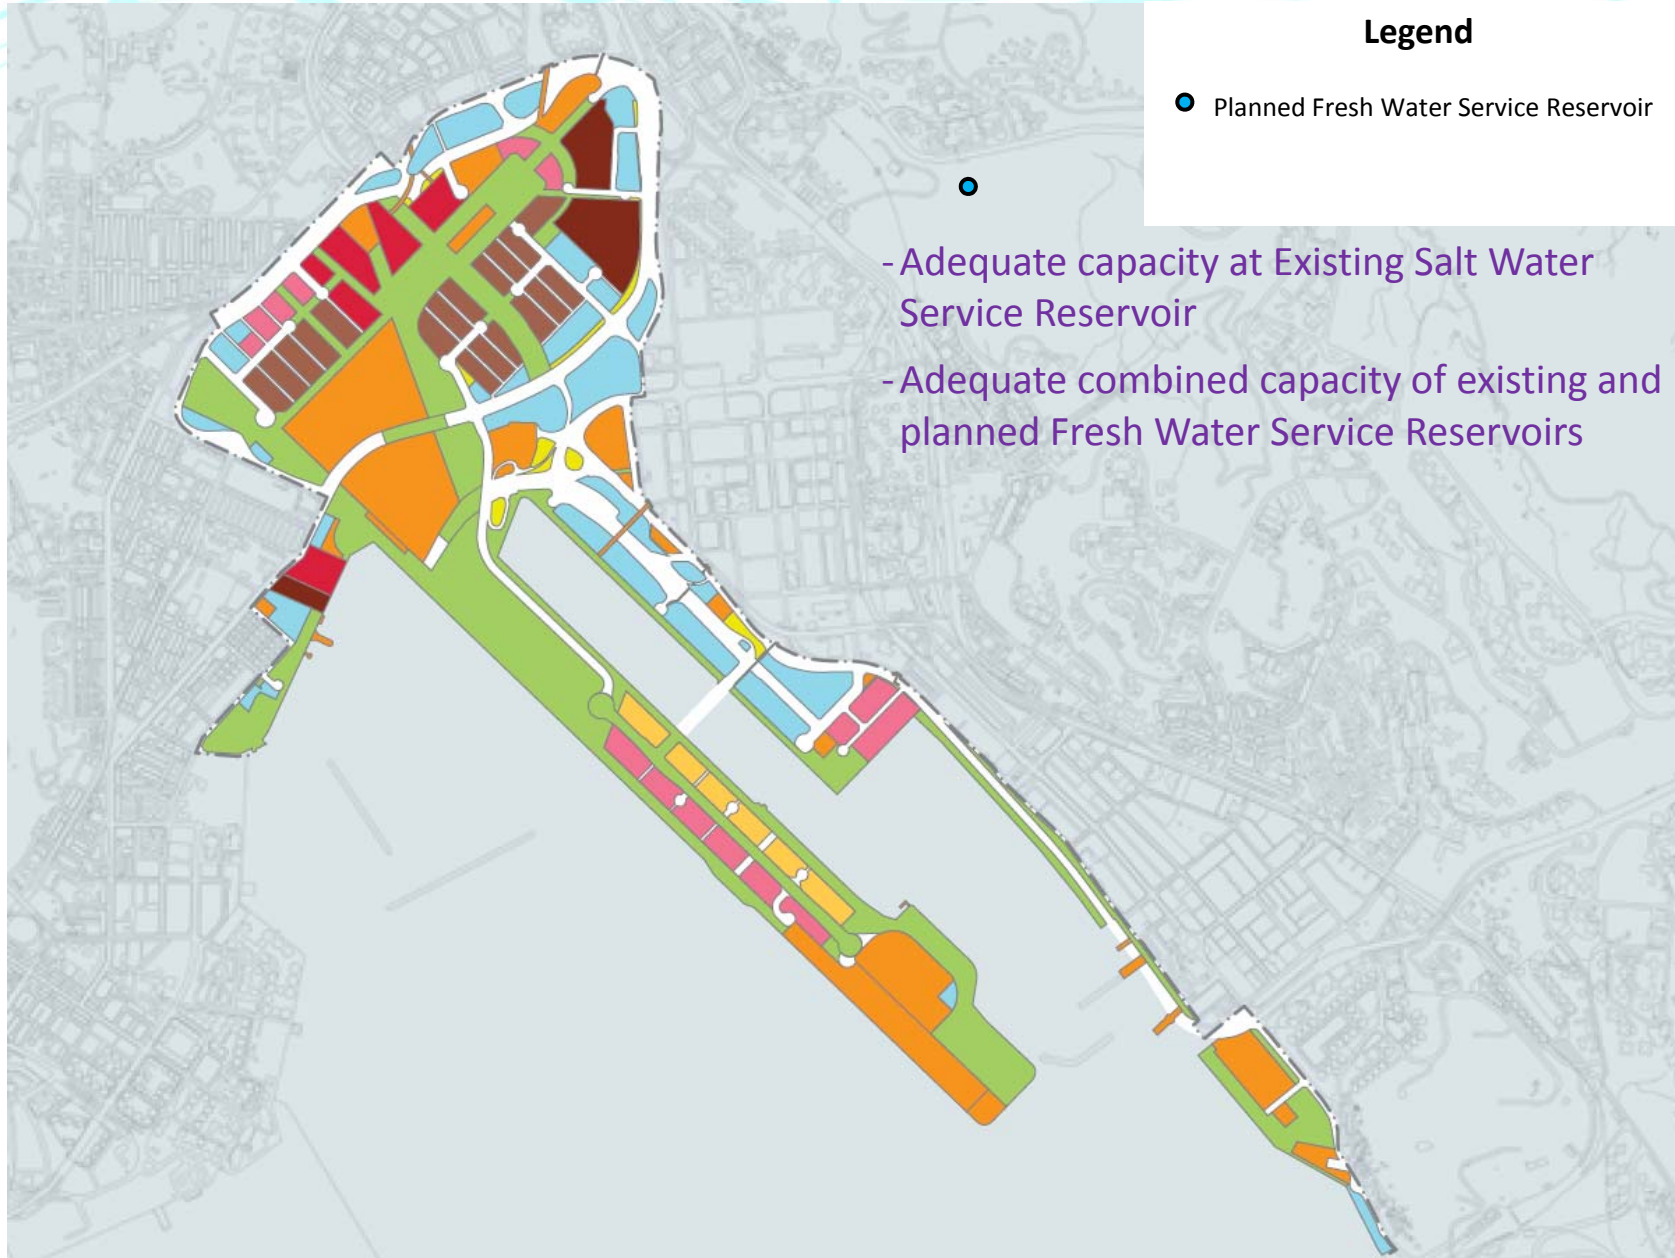 Legend
Planned Fresh Water Service Reservoir
- Adequate capacity at Existing Salt Water
Service Reservoir
- Adequate combined capacity of existing and
planned Fresh Water Service Reservoirs